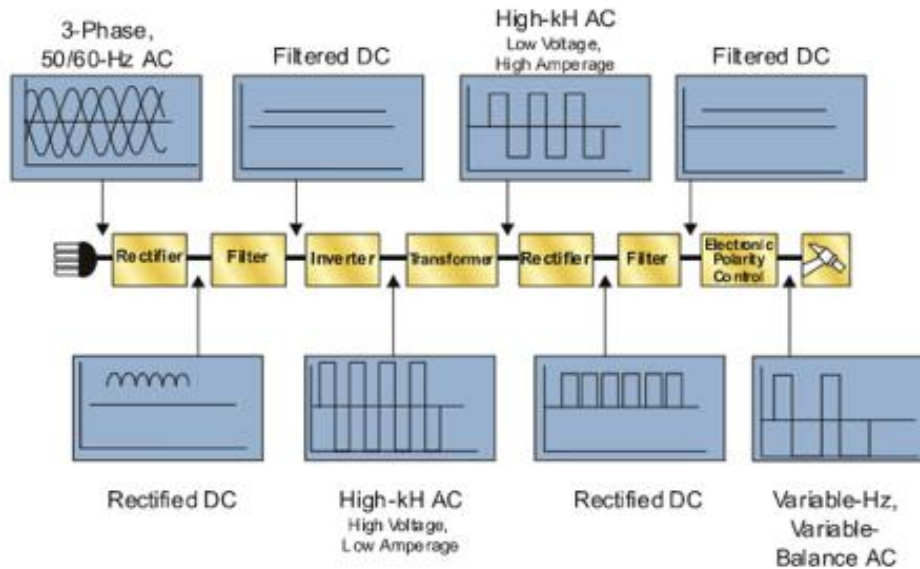 3-Phase,
50/60-Hz AC
Filtered DC
High-kH AC
Low Voltage,
High Amperage
Filtered DC
Rectifier
Filter
Inverter
Transformer
Rectifier
Filter
Electronic
Polarity
Control
Rectified DC
High-kH AC
High Voltage,
Low Amperage
Rectified DC
Variable-Hz,
Variable-
Balance AC